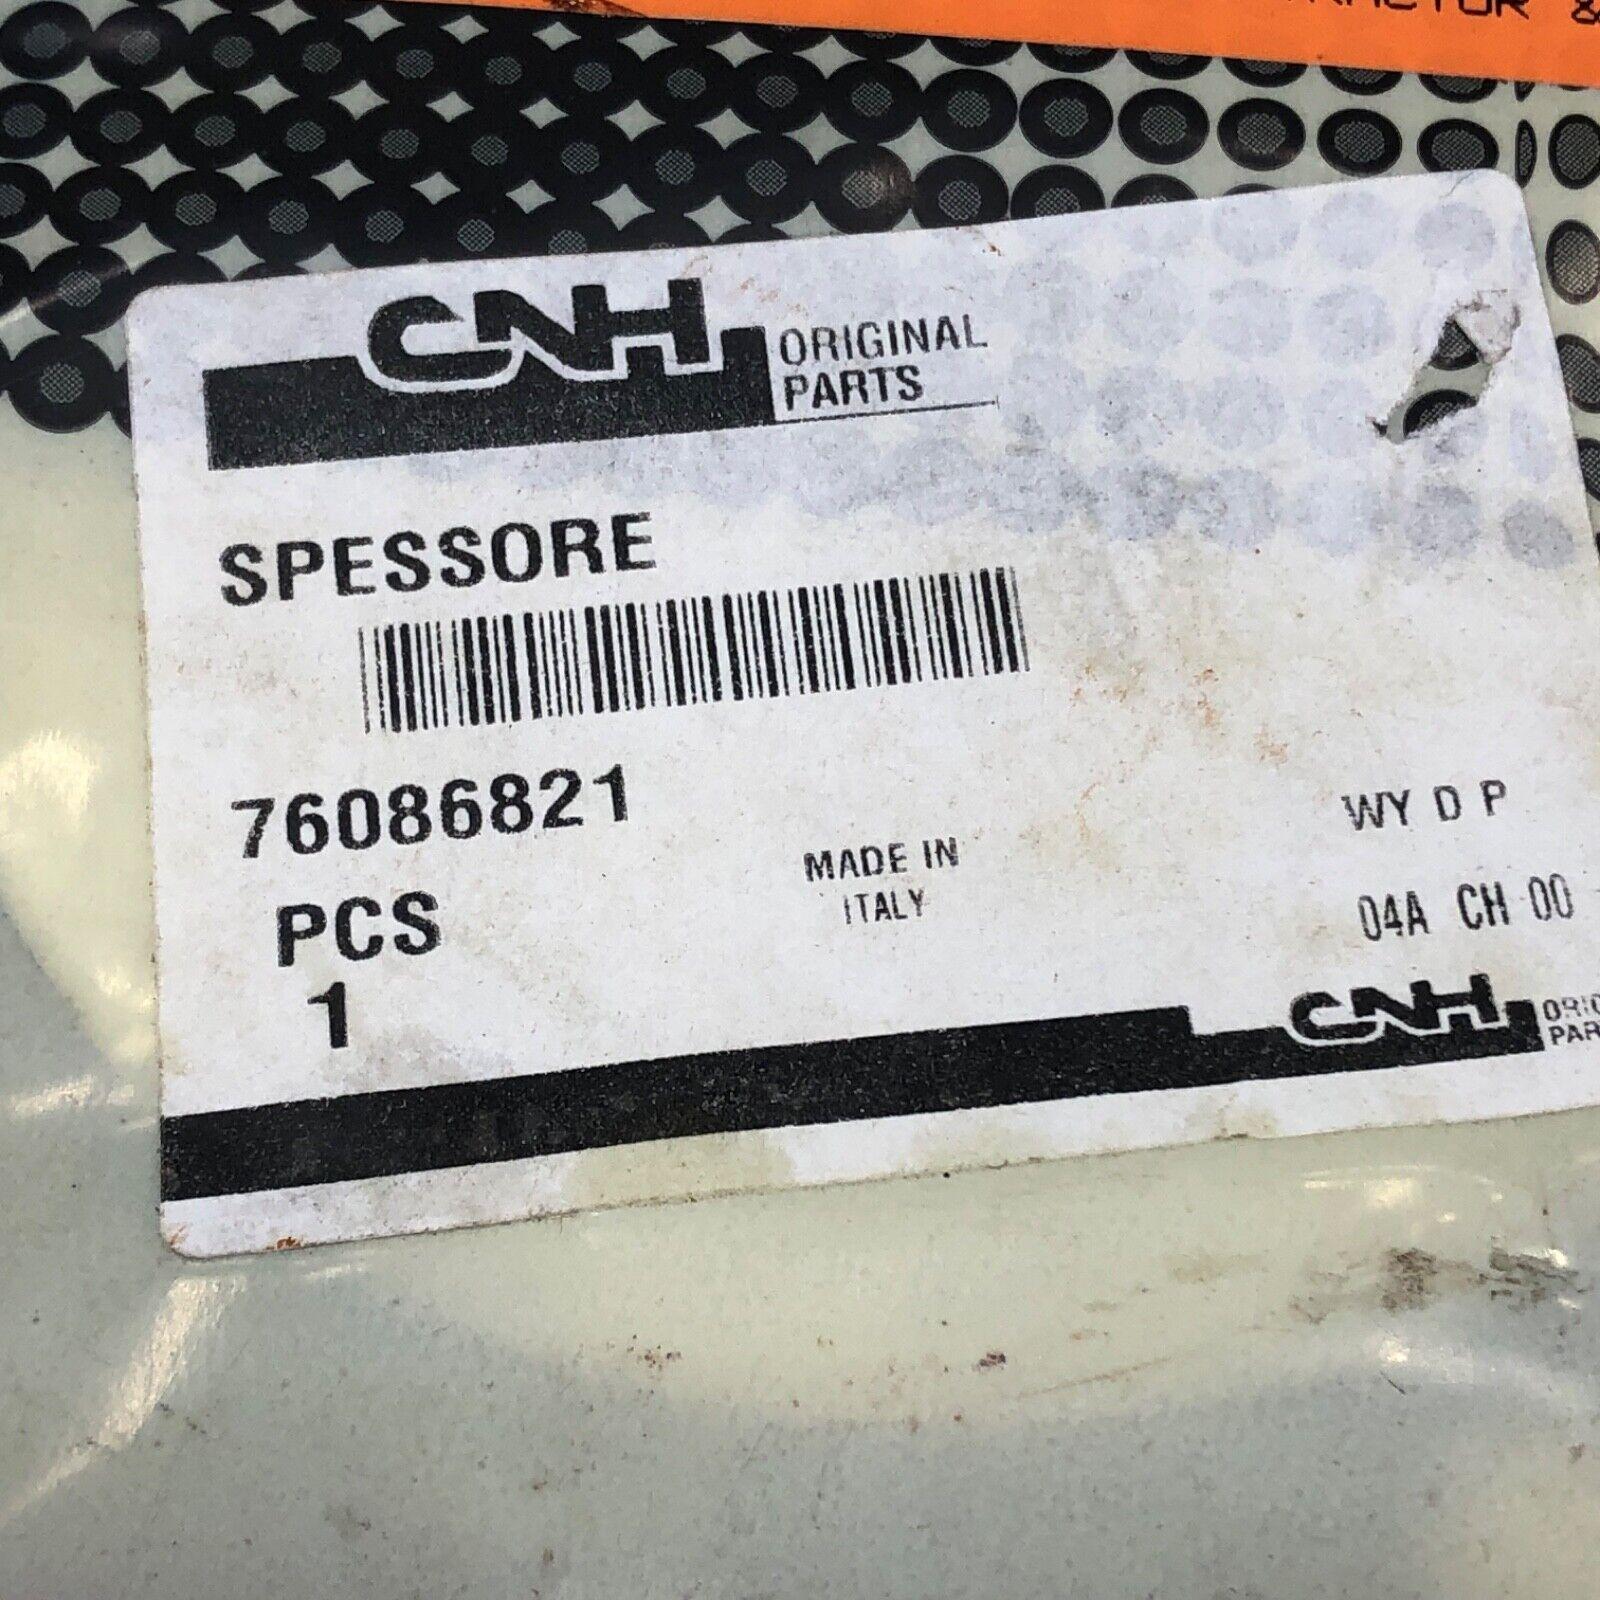 CNH ORIGINAL
PARTS
SPESSORE
76086821
PCS
1
MADE IN
ITALY
WY D P
04A CH 00
CNH